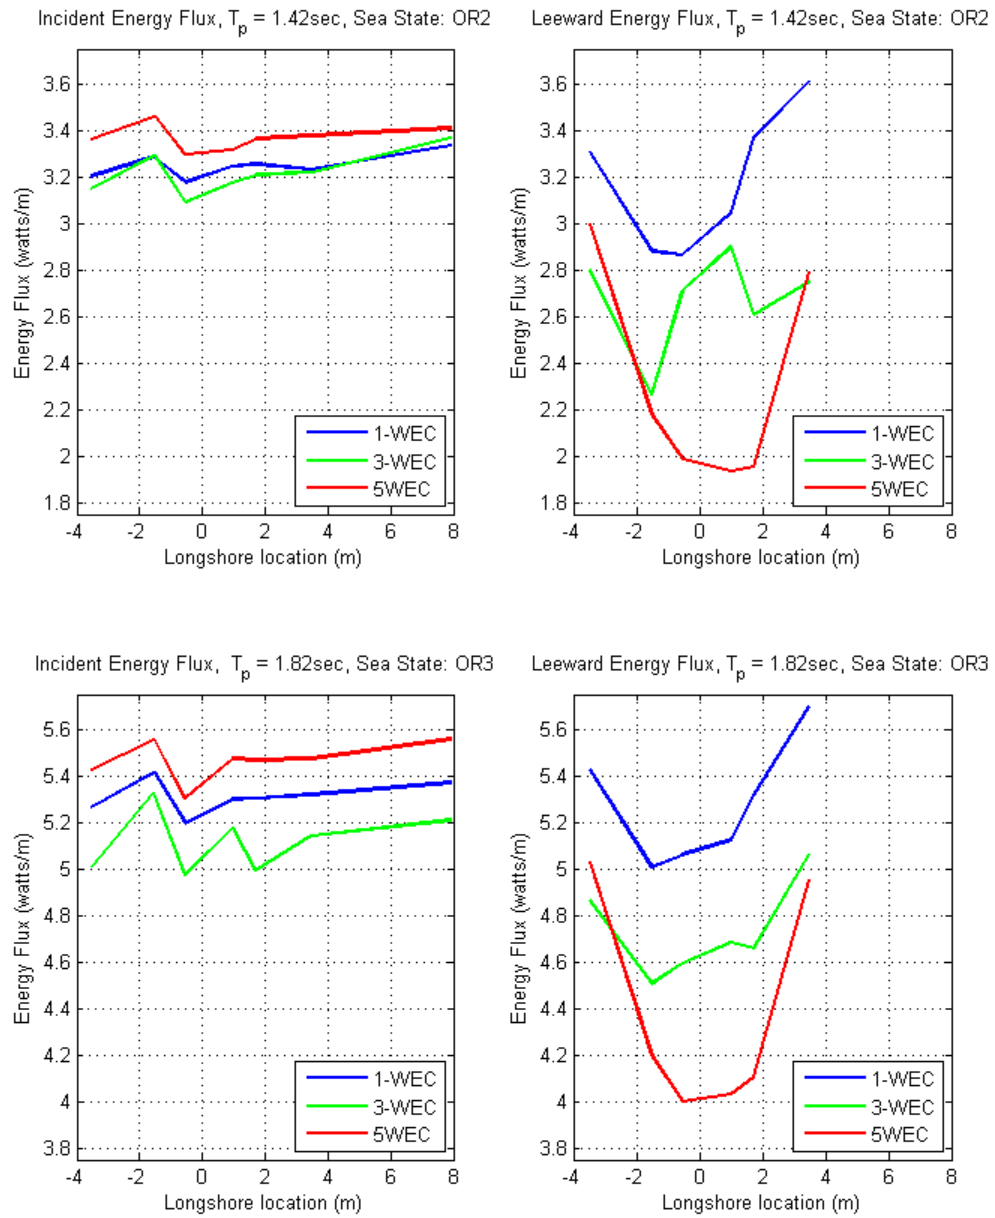 Incident Energy Flux, Tp = 1.42sec, Sea State: OR2
3.6
3.4
3.2
3
2.8
2.6
2.4
2.2
2
1.8
Energy Flux (watts/m)
1-WEC
3-WEC
5WEC
-4 -2 0 2 4 6 8
Longshore location (m)
Leeward Energy Flux, Tp = 1.42sec, Sea State: OR2
3.6
3.4
3.2
3
2.8
2.6
2.4
2.2
2
1.8
Energy Flux (watts/m)
1-WEC
3-WEC
5WEC
-4 -2 0 2 4 6 8
Longshore location (m)
Incident Energy Flux, Tp = 1.82sec, Sea State: OR3
5.6
5.4
5.2
5
4.8
4.6
4.4
4.2
4
3.8
Energy Flux (watts/m)
1-WEC
3-WEC
5WEC
-4 -2 0 2 4 6 8
Longshore location (m)
Leeward Energy Flux, Tp = 1.82sec, Sea State: OR3
5.6
5.4
5.2
5
4.8
4.6
4.4
4.2
4
3.8
Energy Flux (watts/m)
1-WEC
3-WEC
5WEC
-4 -2 0 2 4 6 8
Longshore location (m)